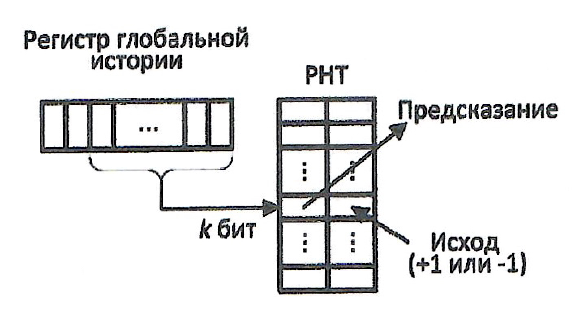 Регистр глобальной
истории
PHT
Предсказание
...
k бит
Исход
(+1 или -1)